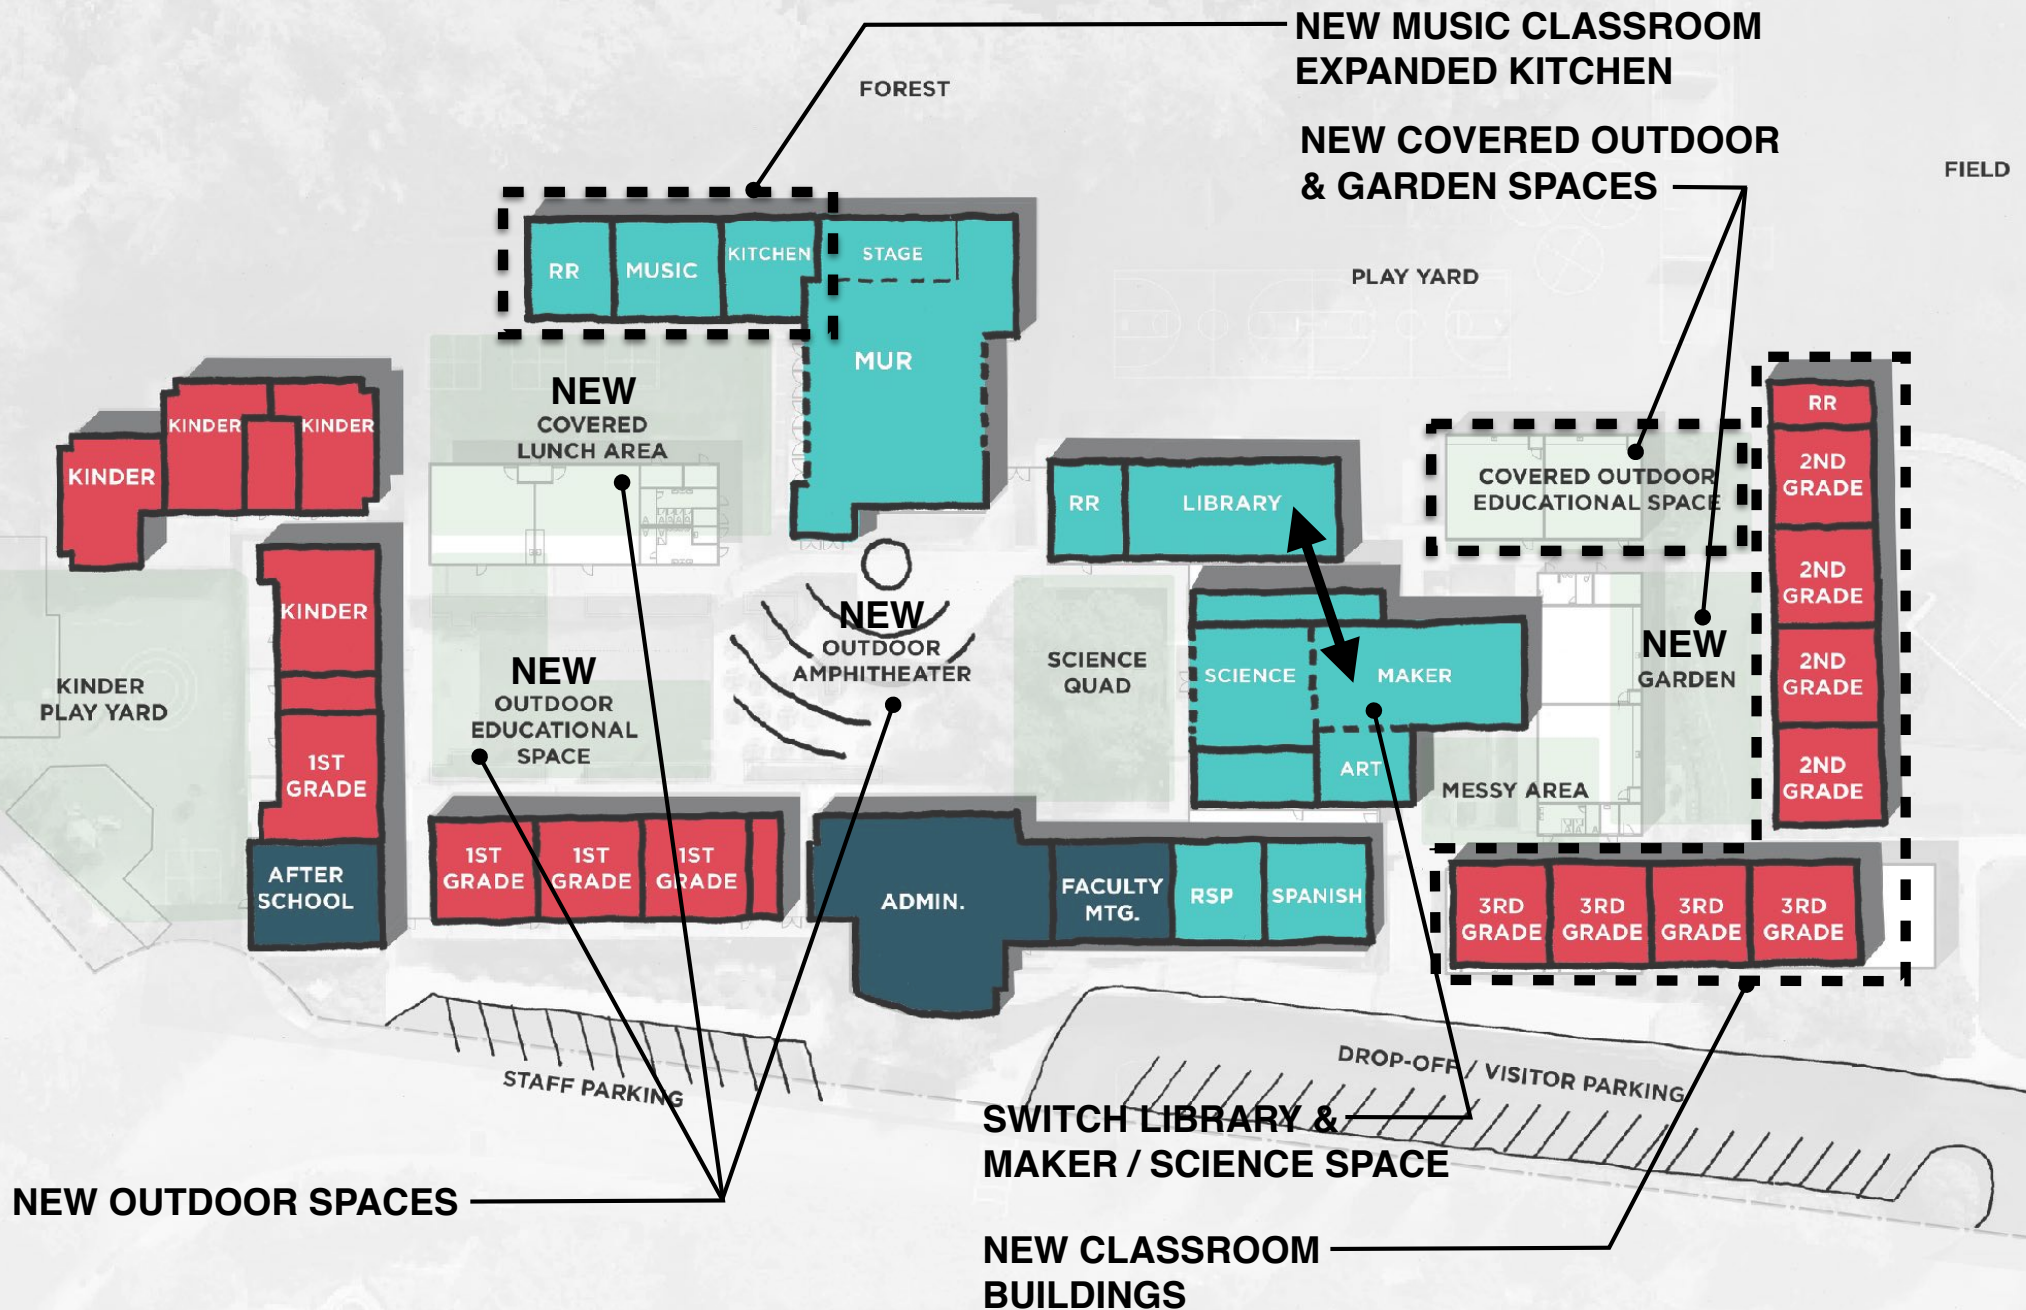 NEW MUSIC CLASSROOM
EXPANDED KITCHEN
FOREST
NEW COVERED OUTDOOR
& GARDEN SPACES
FIELD
PLAY YARD
RR
MUSIC
KITCHEN
STAGE
MUR
NEW
COVERED
LUNCH AREA
KINDER
KINDER
KINDER
RR
LIBRARY
COVERED OUTDOOR
EDUCATIONAL SPACE
RR
2ND
GRADE
2ND
GRADE
2ND
GRADE
2ND
GRADE
KINDER
NEW
OUTDOOR
AMPHITHEATER
NEW
OUTDOOR
EDUCATIONAL
SPACE
SCIENCE
QUAD
SCIENCE
MAKER
ART
NEW
GARDEN
MESSY AREA
KINDER
PLAY YARD
1ST
GRADE
AFTER
SCHOOL
1ST
GRADE
1ST
GRADE
1ST
GRADE
ADMIN.
FACULTY
MTG.
RSP
SPANISH
3RD
GRADE
3RD
GRADE
3RD
GRADE
3RD
GRADE
STAFF PARKING
DROP-OFF / VISITOR PARKING
SWITCH LIBRARY &
MAKER / SCIENCE SPACE
NEW OUTDOOR SPACES
NEW CLASSROOM
BUILDINGS